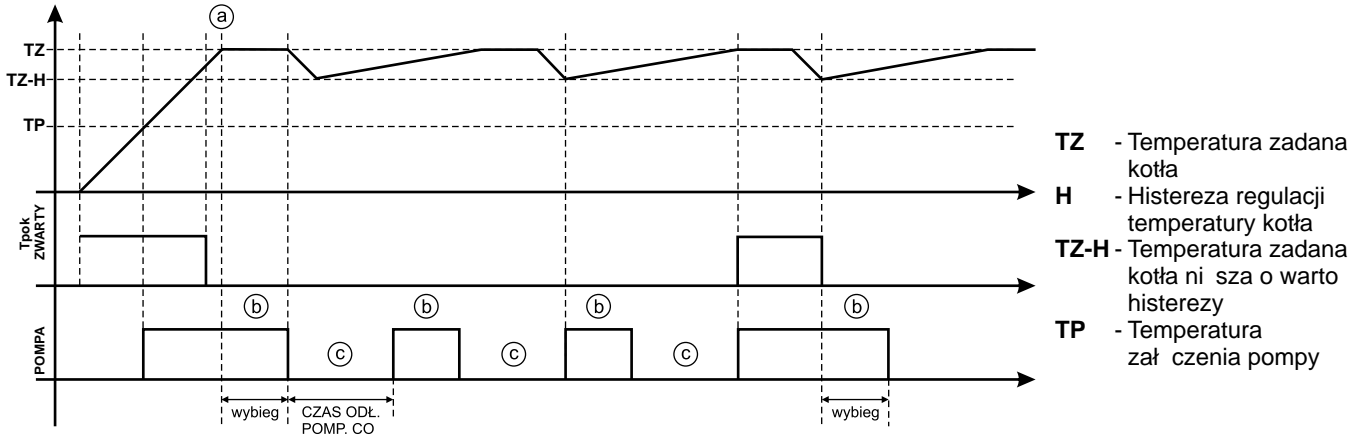 a
TZ
TZ-H
TP
Tpok
ZWARTY
b
b
b
b
POMPA
c
c
c
wybieg
CZAS ODŁ.
POMP. CO
wybieg
TZ - Temperatura zadana
kotła
H - Histereza regulacji
temperatury kotła
TZ-H - Temperatura zadana
kotła ni sza o warto
histerezy
TP - Temperatura
zał czenia pompy